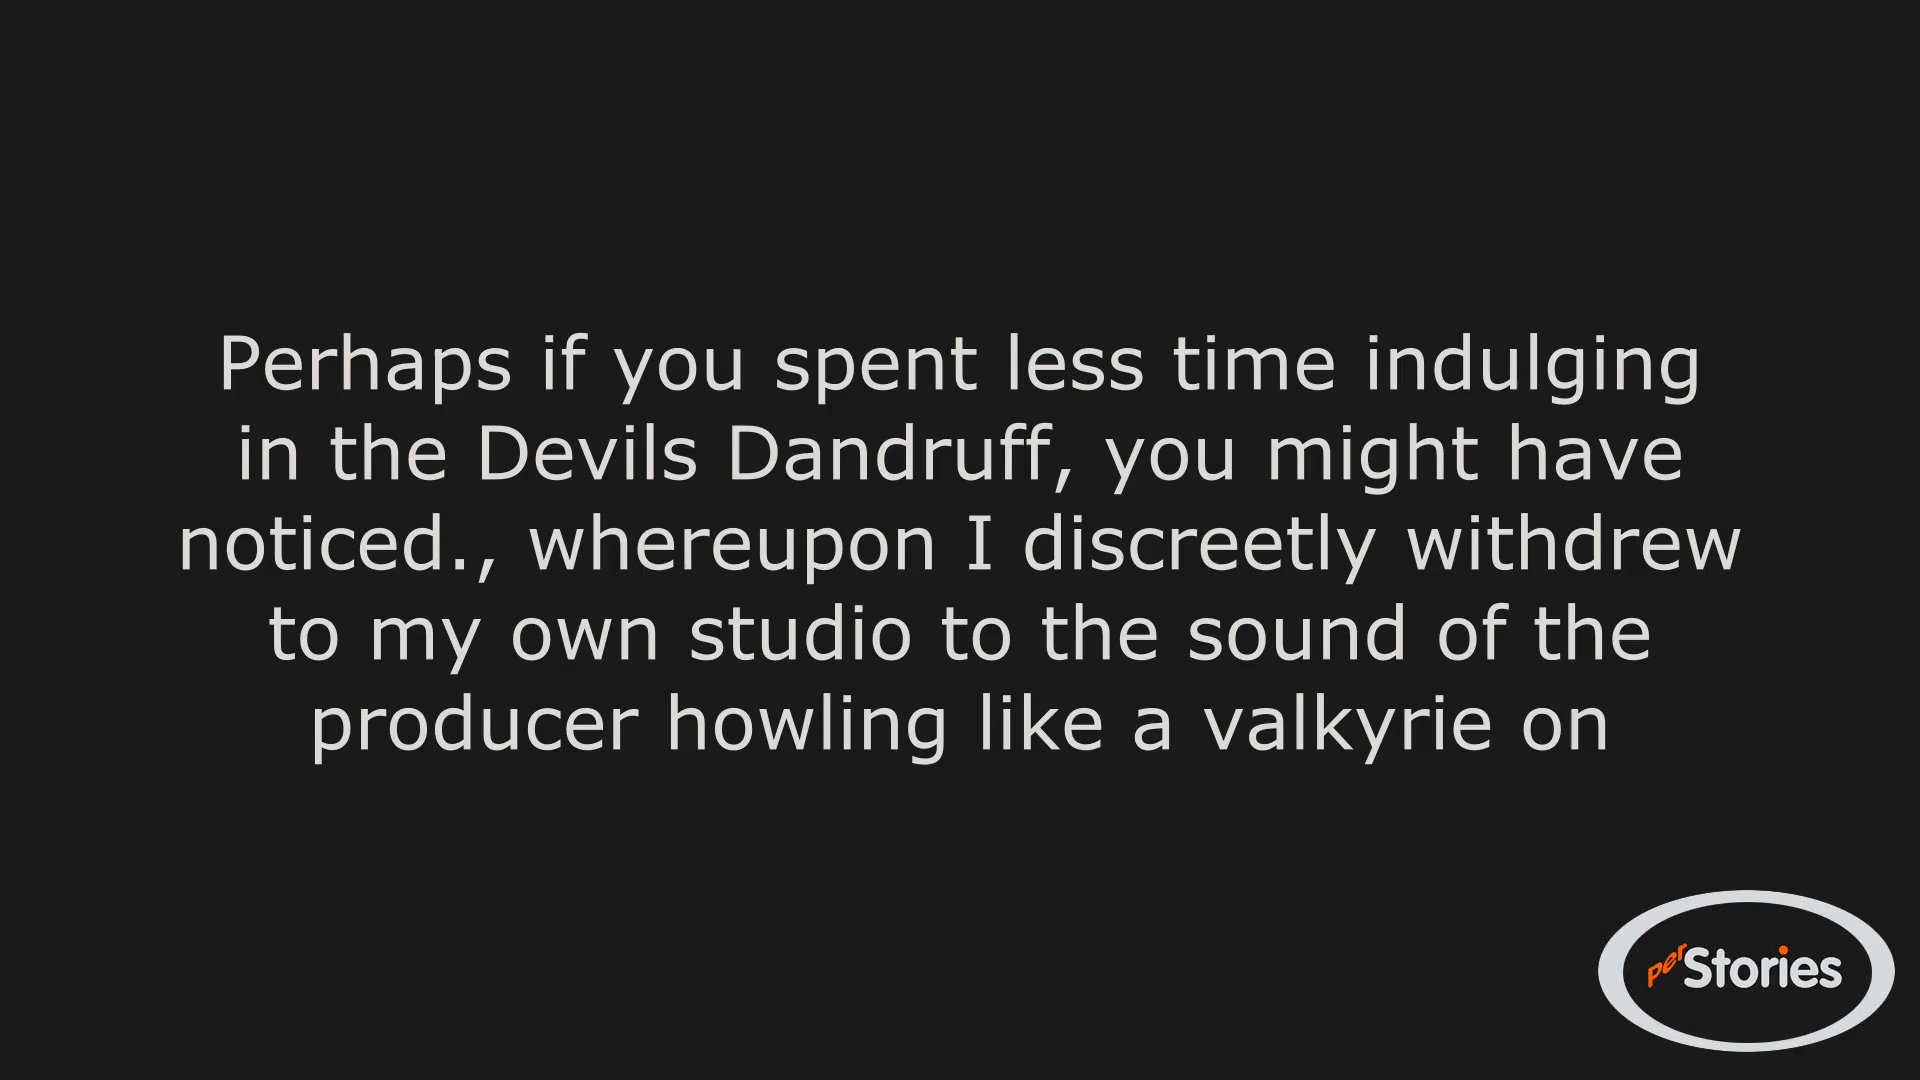 Perhaps if you spent less time indulging
in the Devils Dandruff, you might have
noticed., whereupon I discreetly withdrew
to my own studio to the sound of the
producer howling like a valkyrie on
perStories